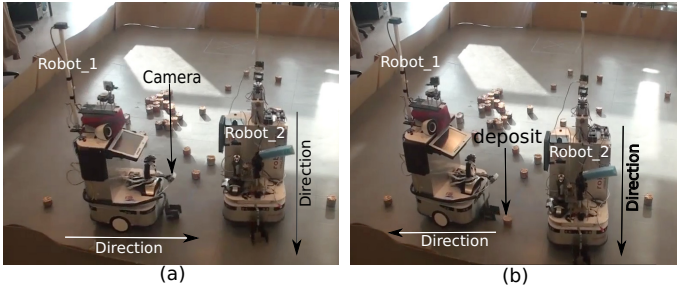 Robot_1
Camera
Robot_2
Direction
Direction
(a)
Robot_1
deposit
Robot_2
Direction
Direction
(b)